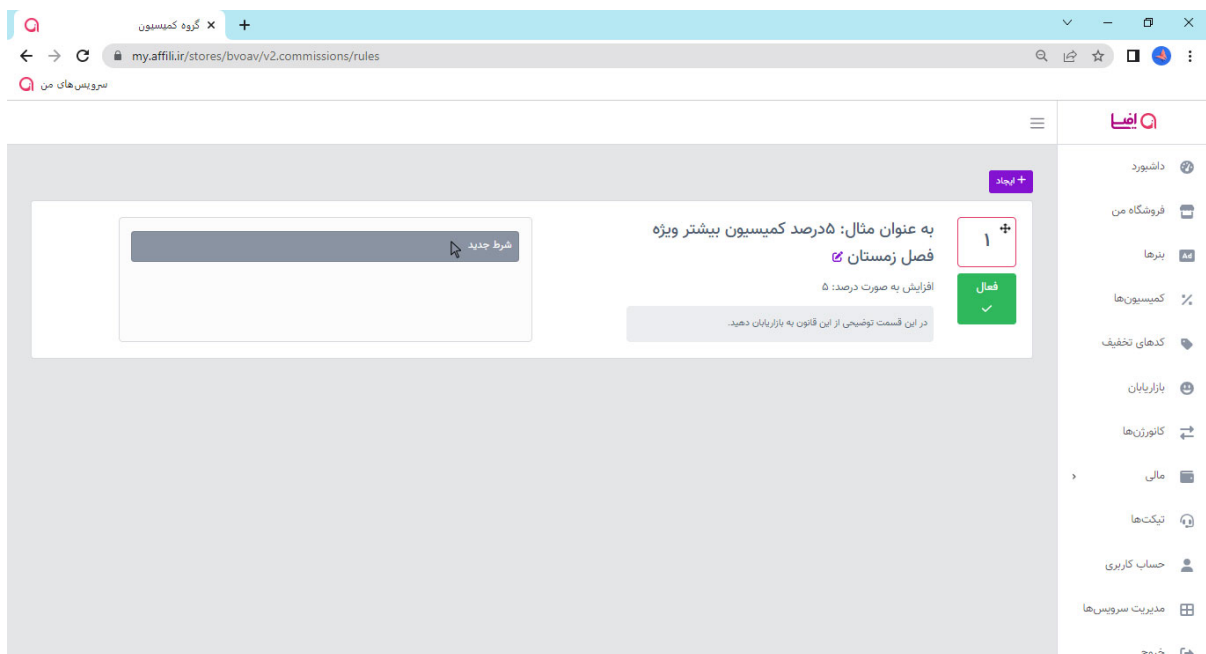 گروه کمیسیون
my.affili.ir/stores/bvoav/v2.commissions/rules
سرویس‌های من
افیلی
داشبورد
فروشگاه من
Ad
بنرها
کمیسیون‌ها
کدهای تخفیف
بازاریابان
کانورژن‌ها
مالی
تیکت‌ها
حساب کاربری
مدیریت سرویس‌ها
خروج
+ ایجاد
۱
فعال
به عنوان مثال: ۵درصد کمیسیون بیشتر ویژه
فصل زمستان
افزایش به صورت درصد: ۵
در این قسمت توضیحی از این قانون به بازاریابان دهید.
شرط جدید